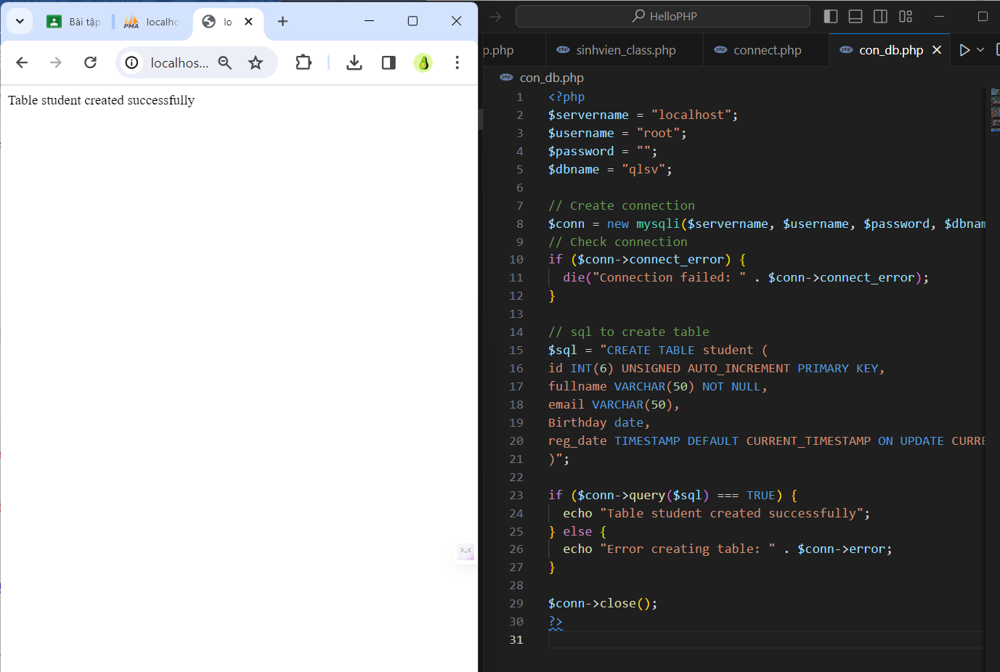 Bài tập
localho
lo
localhos...
Table student created successfully
HelloPHP
p.php
sinhvien_class.php
connect.php
con_db.php
con_db.php
1 <?php
2 $servername = "localhost";
3 $username = "root";
4 $password = "";
5 $dbname = "qlsv";
6
7 // Create connection
8 $conn = new mysqli($servername, $username, $password, $dbnam
9 // Check connection
10 if ($conn->connect_error) {
11 die("Connection failed: " . $conn->connect_error);
12 }
13
14 // sql to create table
15 $sql = "CREATE TABLE student (
16 id INT(6) UNSIGNED AUTO_INCREMENT PRIMARY KEY,
17 fullname VARCHAR(50) NOT NULL,
18 email VARCHAR(50),
19 Birthday date,
20 reg_date TIMESTAMP DEFAULT CURRENT_TIMESTAMP ON UPDATE CURRE
21 )";
22
23 if ($conn->query($sql) === TRUE) {
24 echo "Table student created successfully";
25 } else {
26 echo "Error creating table: " . $conn->error;
27 }
28
29 $conn->close();
30 ?>
31